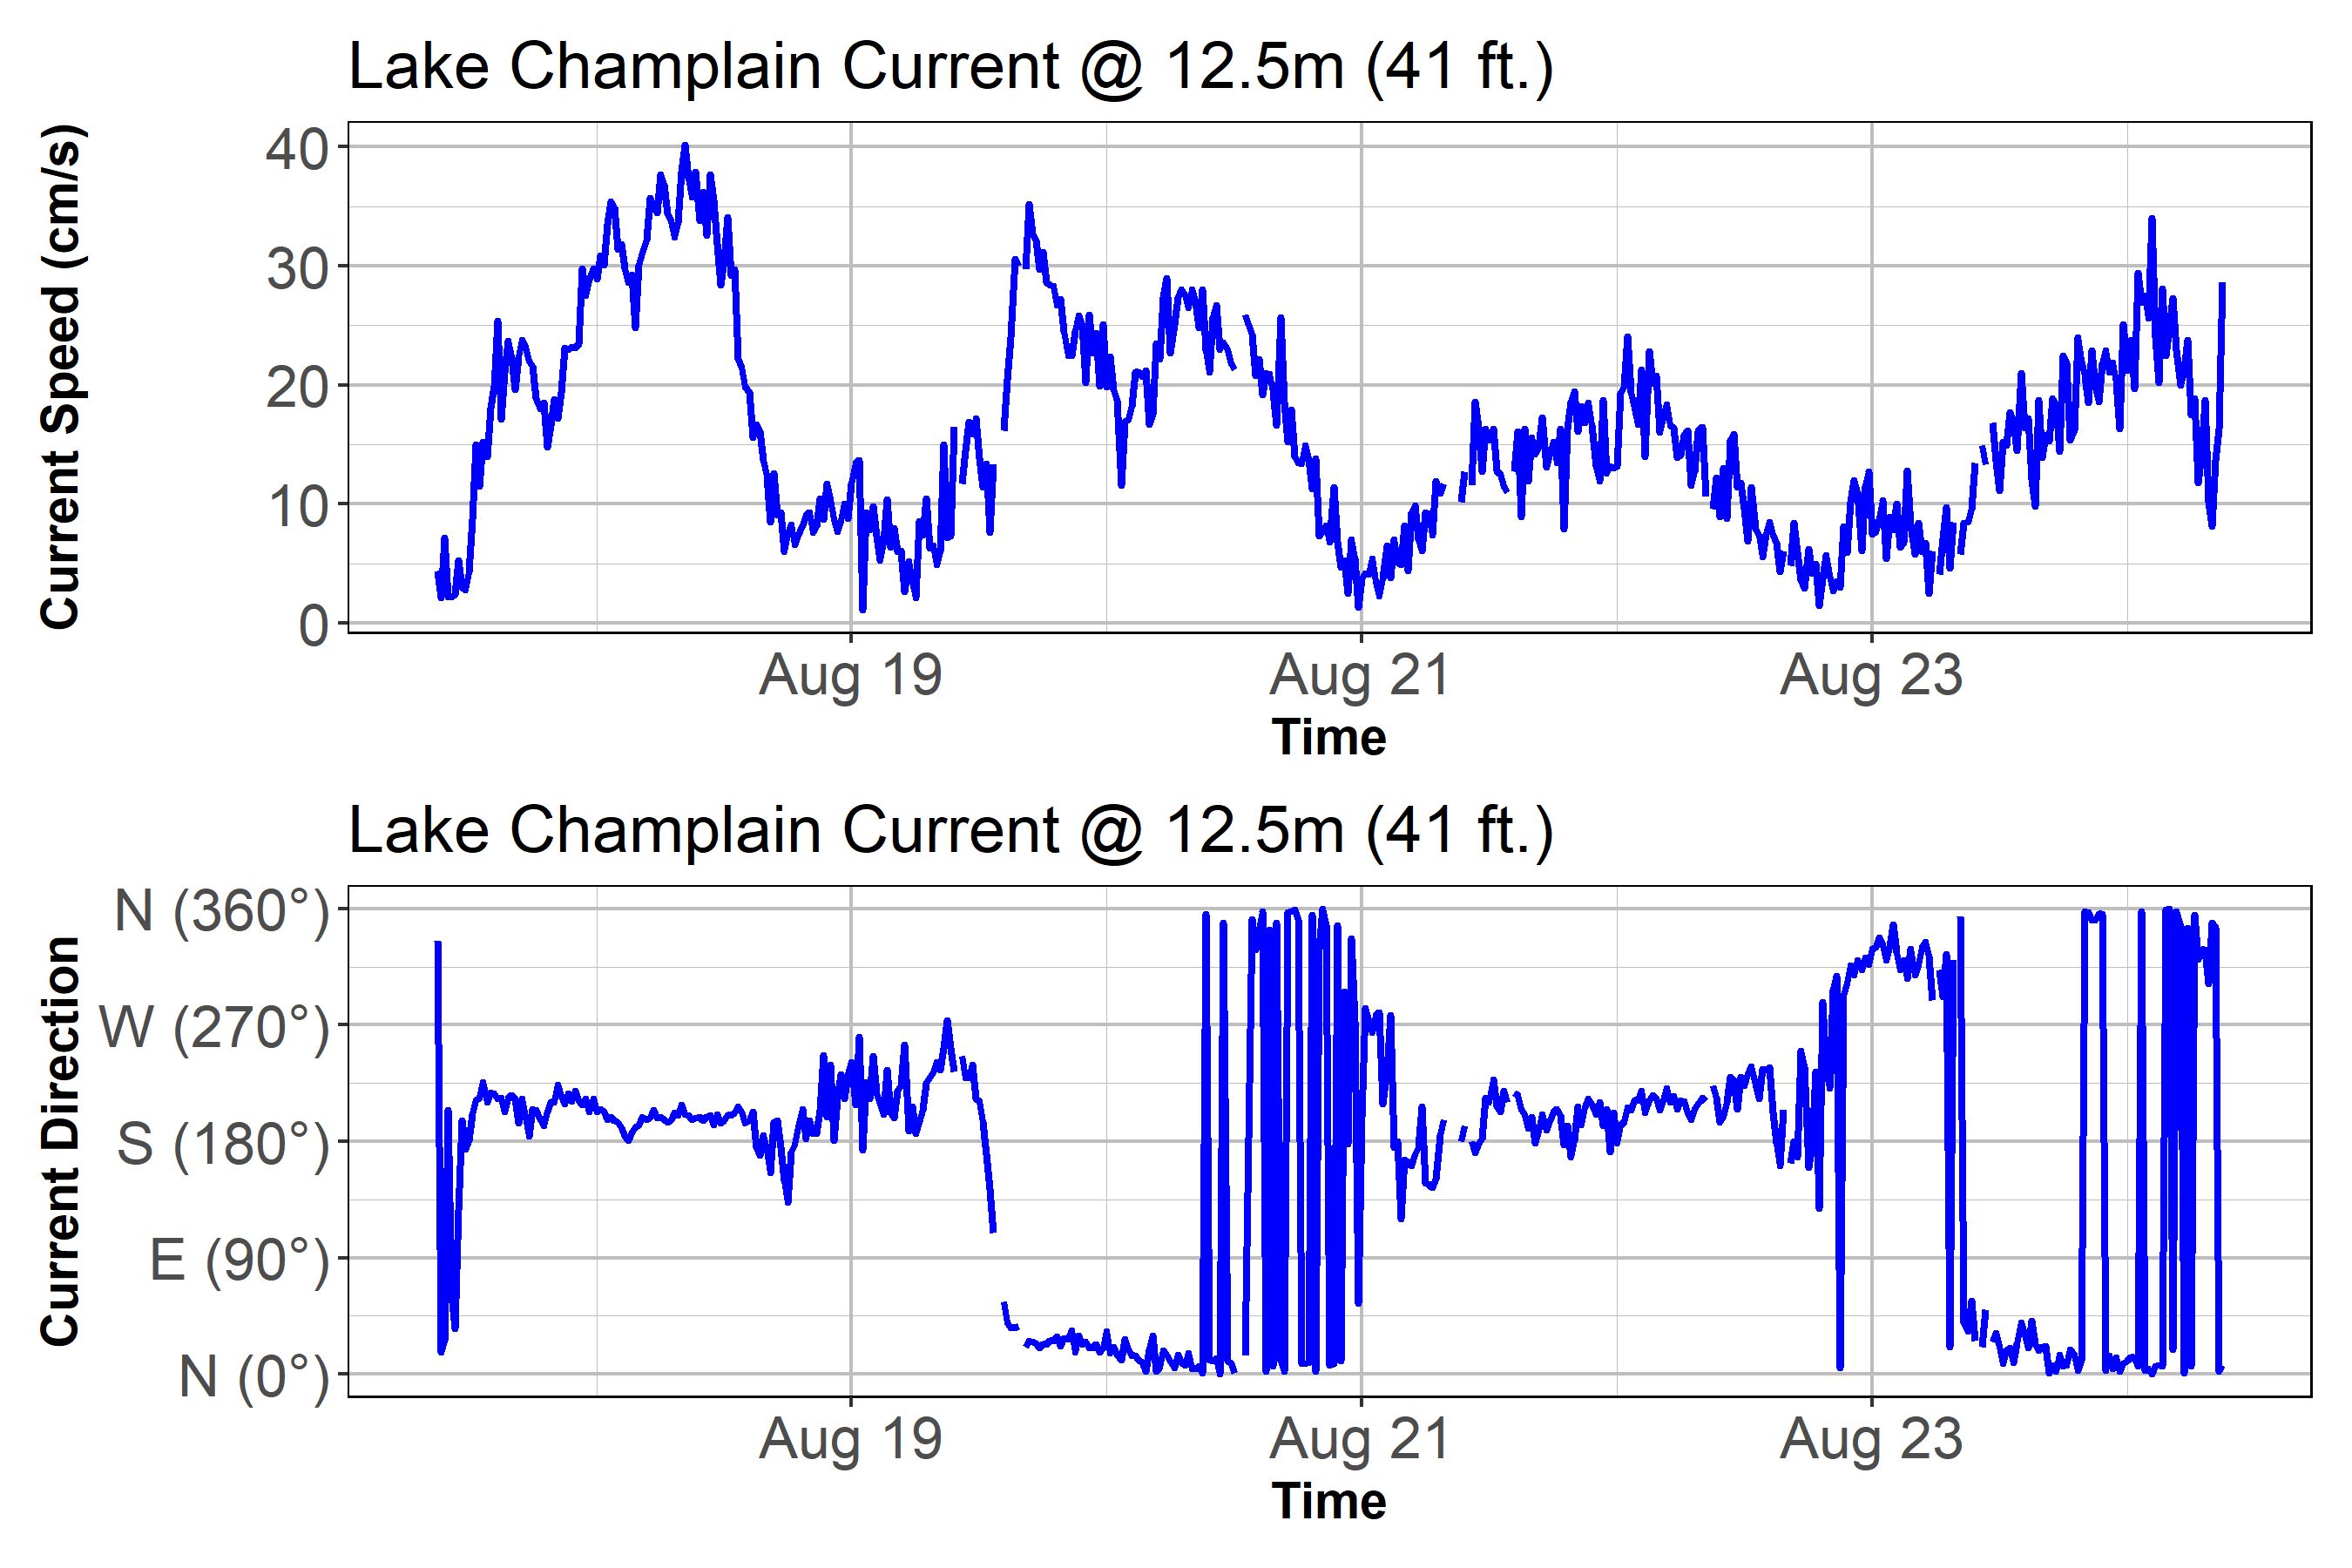 Lake Champlain Current @ 12.5m (41 ft.)
Current Speed (cm/s)
40
30
20
10
0
Aug 19 Aug 21 Aug 23
Time
Lake Champlain Current @ 12.5m (41 ft.)
Current Direction
N (360°)
W (270°)
S (180°)
E (90°)
N (0°)
Aug 19 Aug 21 Aug 23
Time